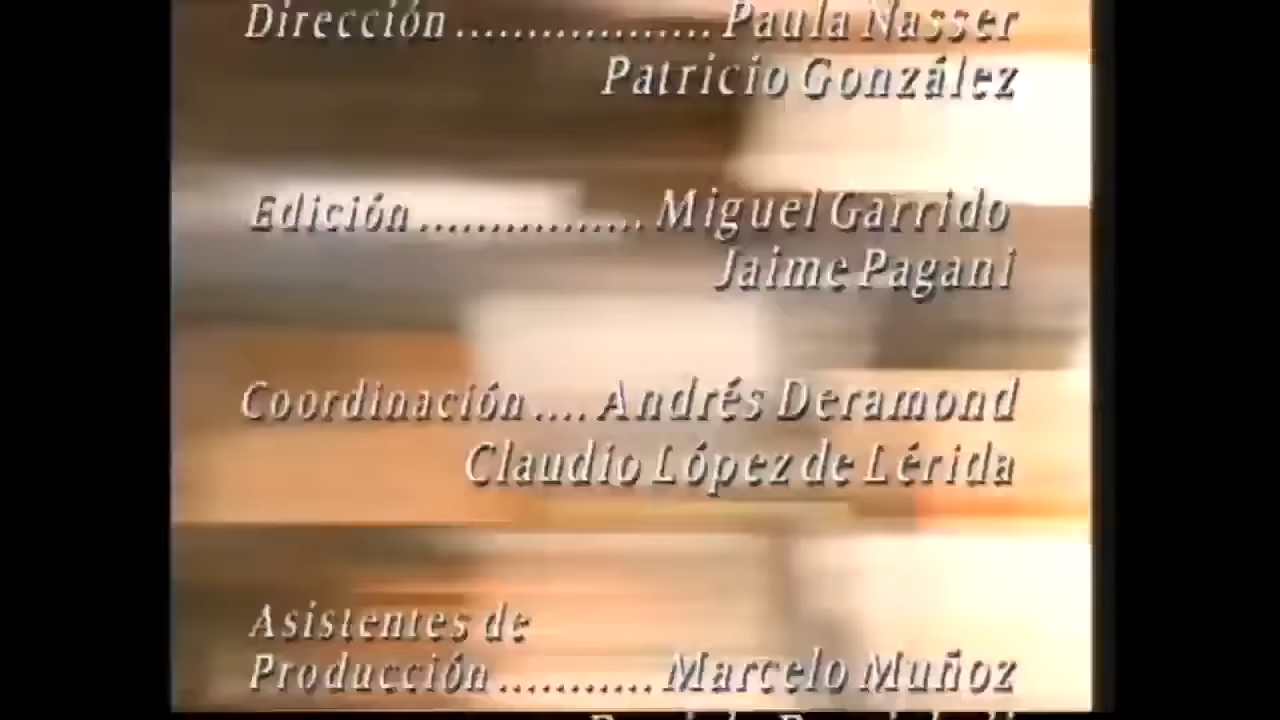 Dirección .................. Paula Nasser
Patricio González
Edición ................ Miguel Garrido
Jaime Pagani
Coordinación .... Andrés Deramond
Claudio López de Lérida
Asistentes de
Producción ........... Marcelo Muñoz